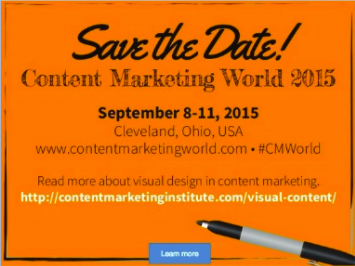 Save the Date!
Content Marketing World 2015
September 8-11, 2015
Cleveland, Ohio, USA
www.contentmarketingworld.com • #CMWorld
Read more about visual design in content marketing.
http://contentmarketinginstitute.com/visual-content/
Learn more